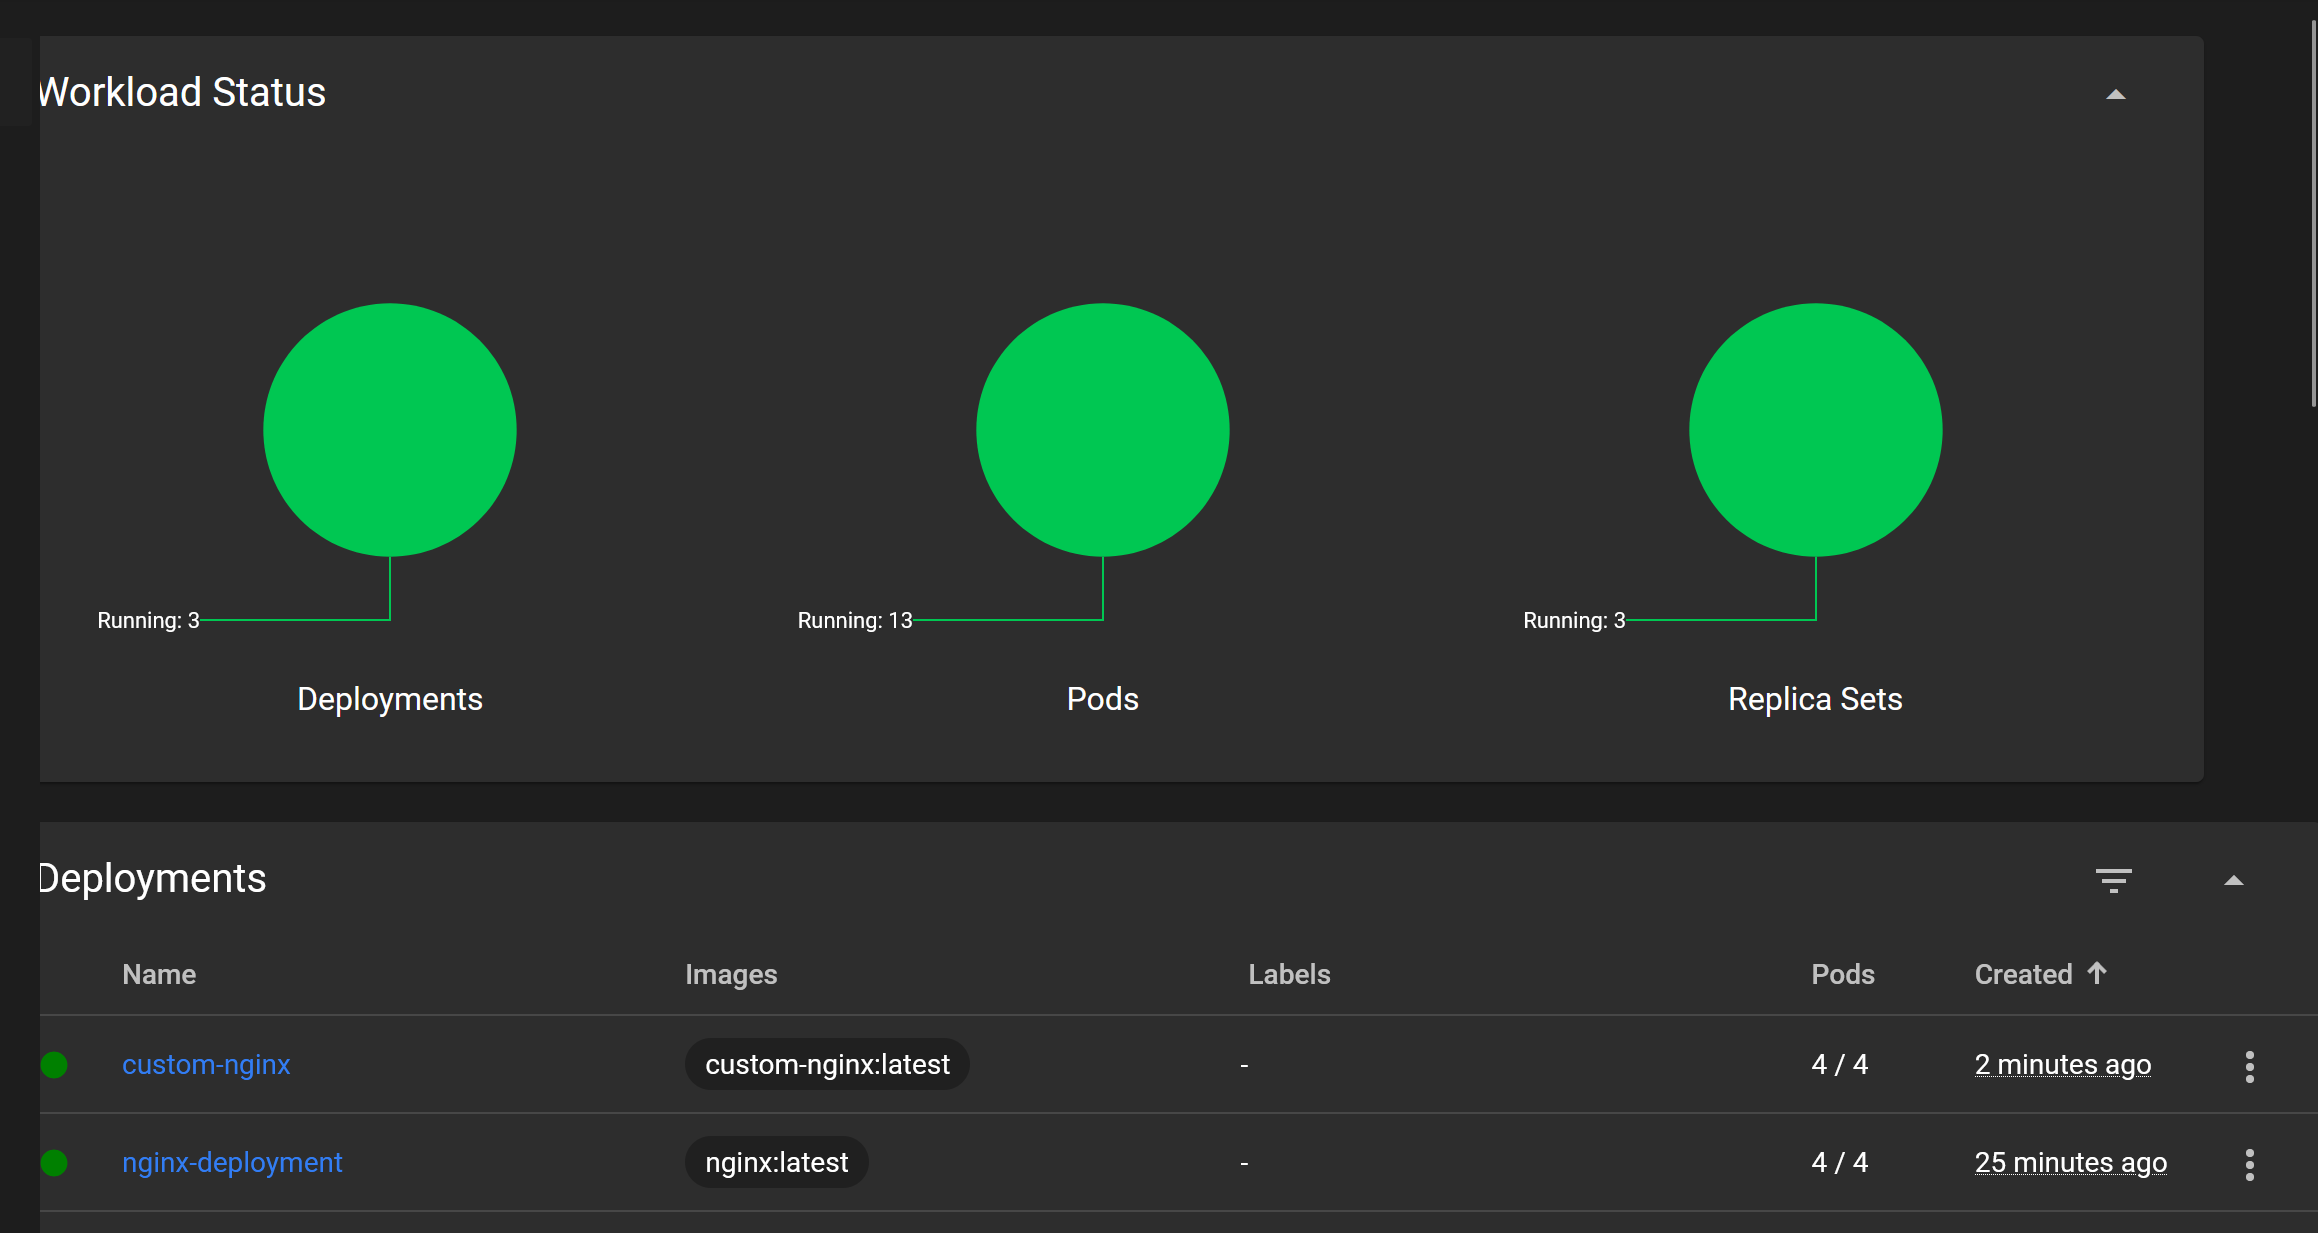 Workload Status
Running: 3
Running: 13
Running: 3
Deployments
Pods
Replica Sets
Deployments
Name Images Labels Pods Created
custom-nginx custom-nginx:latest - 4 / 4 2 minutes ago
nginx-deployment nginx:latest - 4 / 4 25 minutes ago